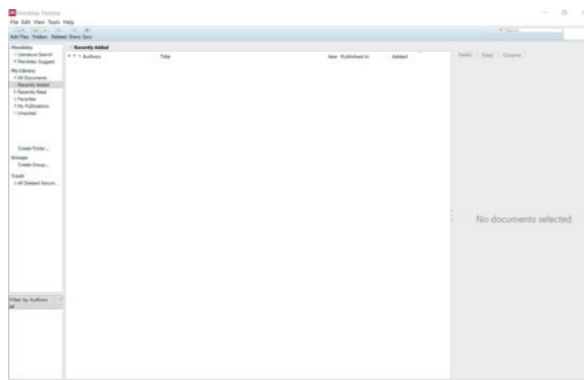 Mendeley Desktop
File Edit View Tools Help
Add Files Folders Related Share Sync
Mendeley
Literature Search
Mendeley Suggest
My Library
All Documents
Recently Added
Recently Read
Favorites
My Publications
Unsorted
Create Folder...
Groups
Create Group...
Trash
All Deleted Docum...
Filter by Authors
All
Recently Added
Authors Title Year Published In Added
Details Notes Contents
No documents selected